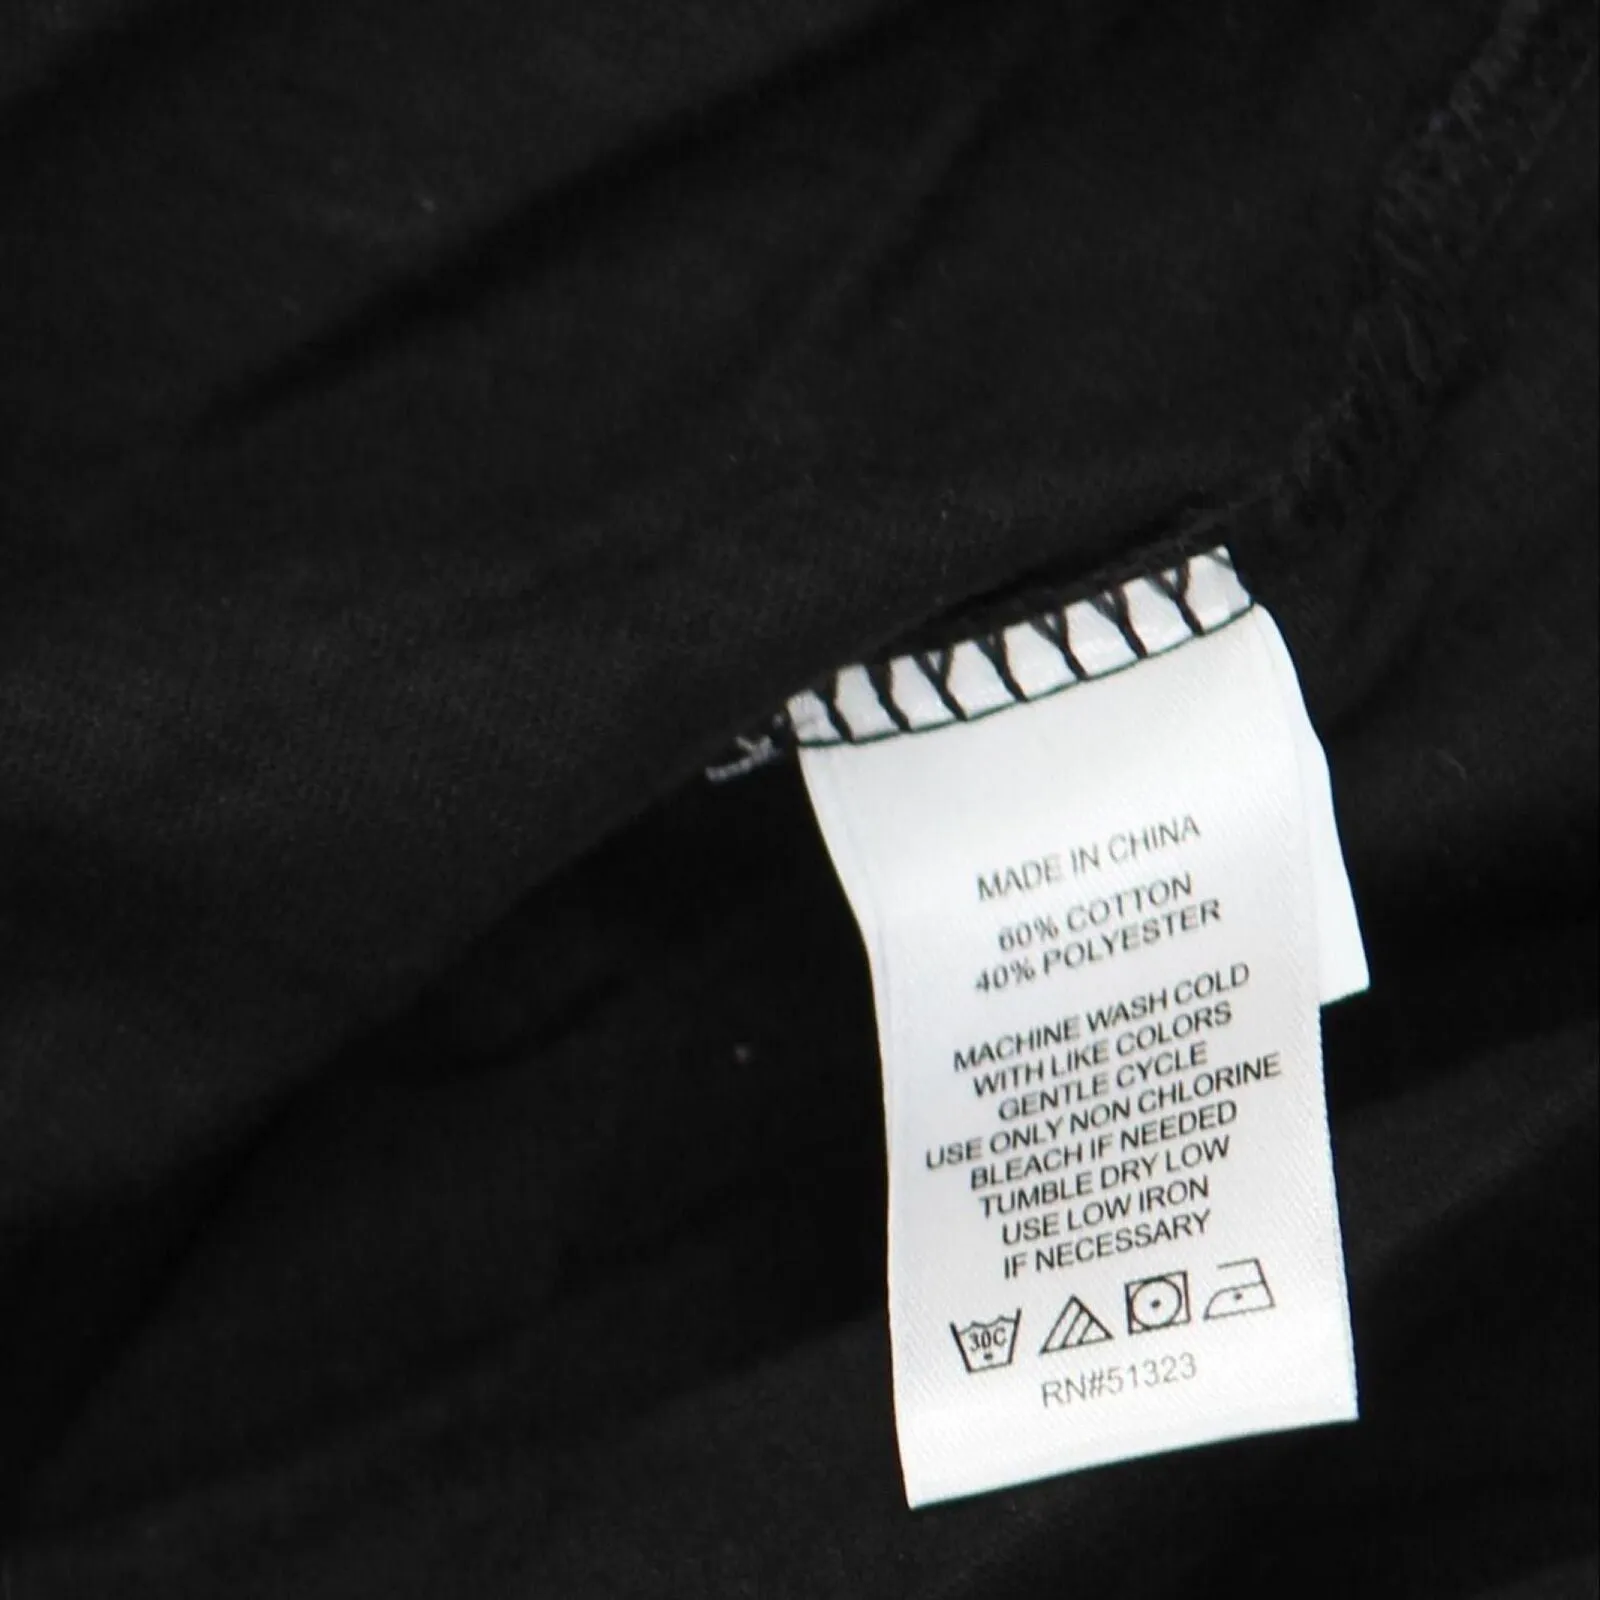 MADE IN CHINA
60% COTTON
40% POLYESTER
MACHINE WASH COLD
WITH LIKE COLORS
GENTLE CYCLE
USE ONLY NON CHLORINE
BLEACH IF NEEDED
TUMBLE DRY LOW
USE LOW IRON
IF NECESSARY
30C
RN#51323